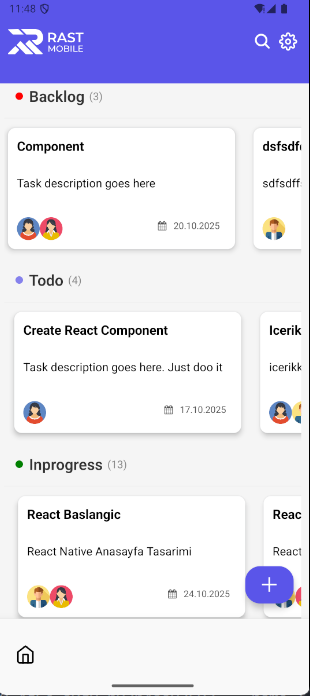 11:48
RAST
MOBILE
Backlog (3)
Component
Task description goes here
20.10.2025
dsfsdf
sdfsdff
Todo (4)
Create React Component
Task description goes here. Just doo it
17.10.2025
Icerik
icerikk
Inprogress (13)
React Baslangic
React Native Anasayfa Tasarimi
24.10.2025
Reac
React